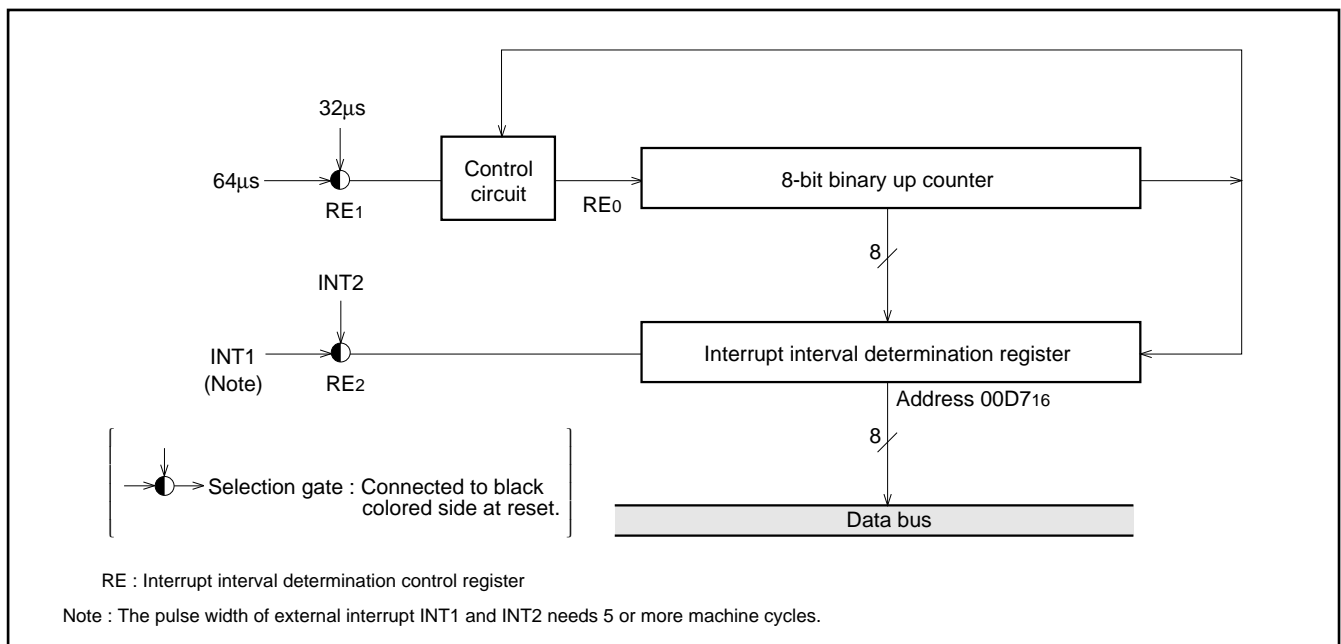 32µs
64µs
RE1
Control
circuit
RE0
8-bit binary up counter
8
INT2
INT1
(Note)
RE2
Interrupt interval determination register
Address 00D716
8
Selection gate : Connected to black
colored side at reset.
Data bus
RE : Interrupt interval determination control register
Note : The pulse width of external interrupt INT1 and INT2 needs 5 or more machine cycles.